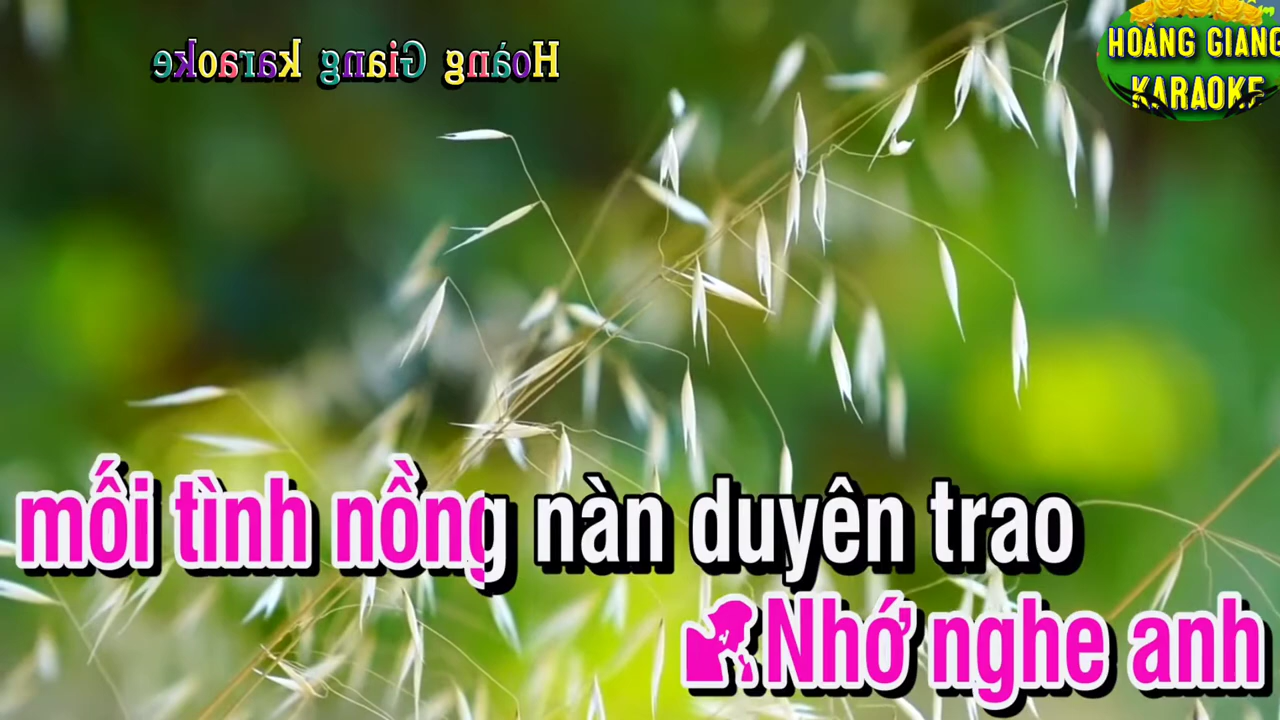 Hoàng Giang karaoke
HOÀNG GIANG
KARAOKE
mối tình nồng nàn duyên trao
Nhớ nghe anh